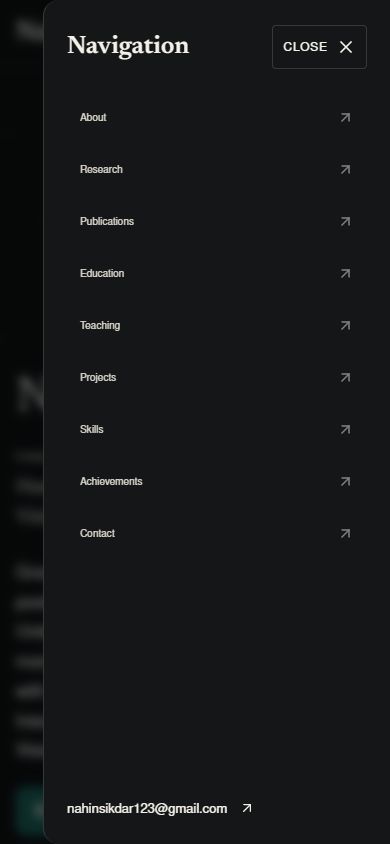 Navigation
CLOSE
About
Research
Publications
Education
Teaching
Projects
Skills
Achievements
Contact
nahinsikdar123@gmail.com